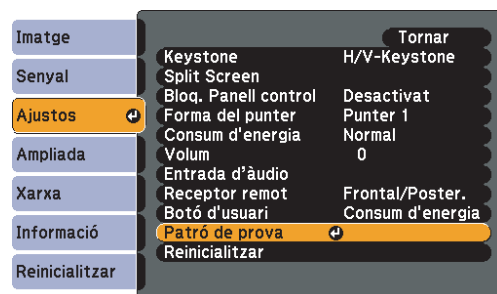 Imatge
Senyal
Ajustos
Ampliada
Xarxa
Informació
Reinicialitzar
Tornar
Keystone H/V-Keystone
Split Screen
Bloq. Panell control Desactivat
Forma del punter Punter 1
Consum d'energia Normal
Volum 0
Entrada d'àudio
Receptor remot Frontal/Poster.
Botó d'usuari Consum d'energia
Patró de prova
Reinicialitzar